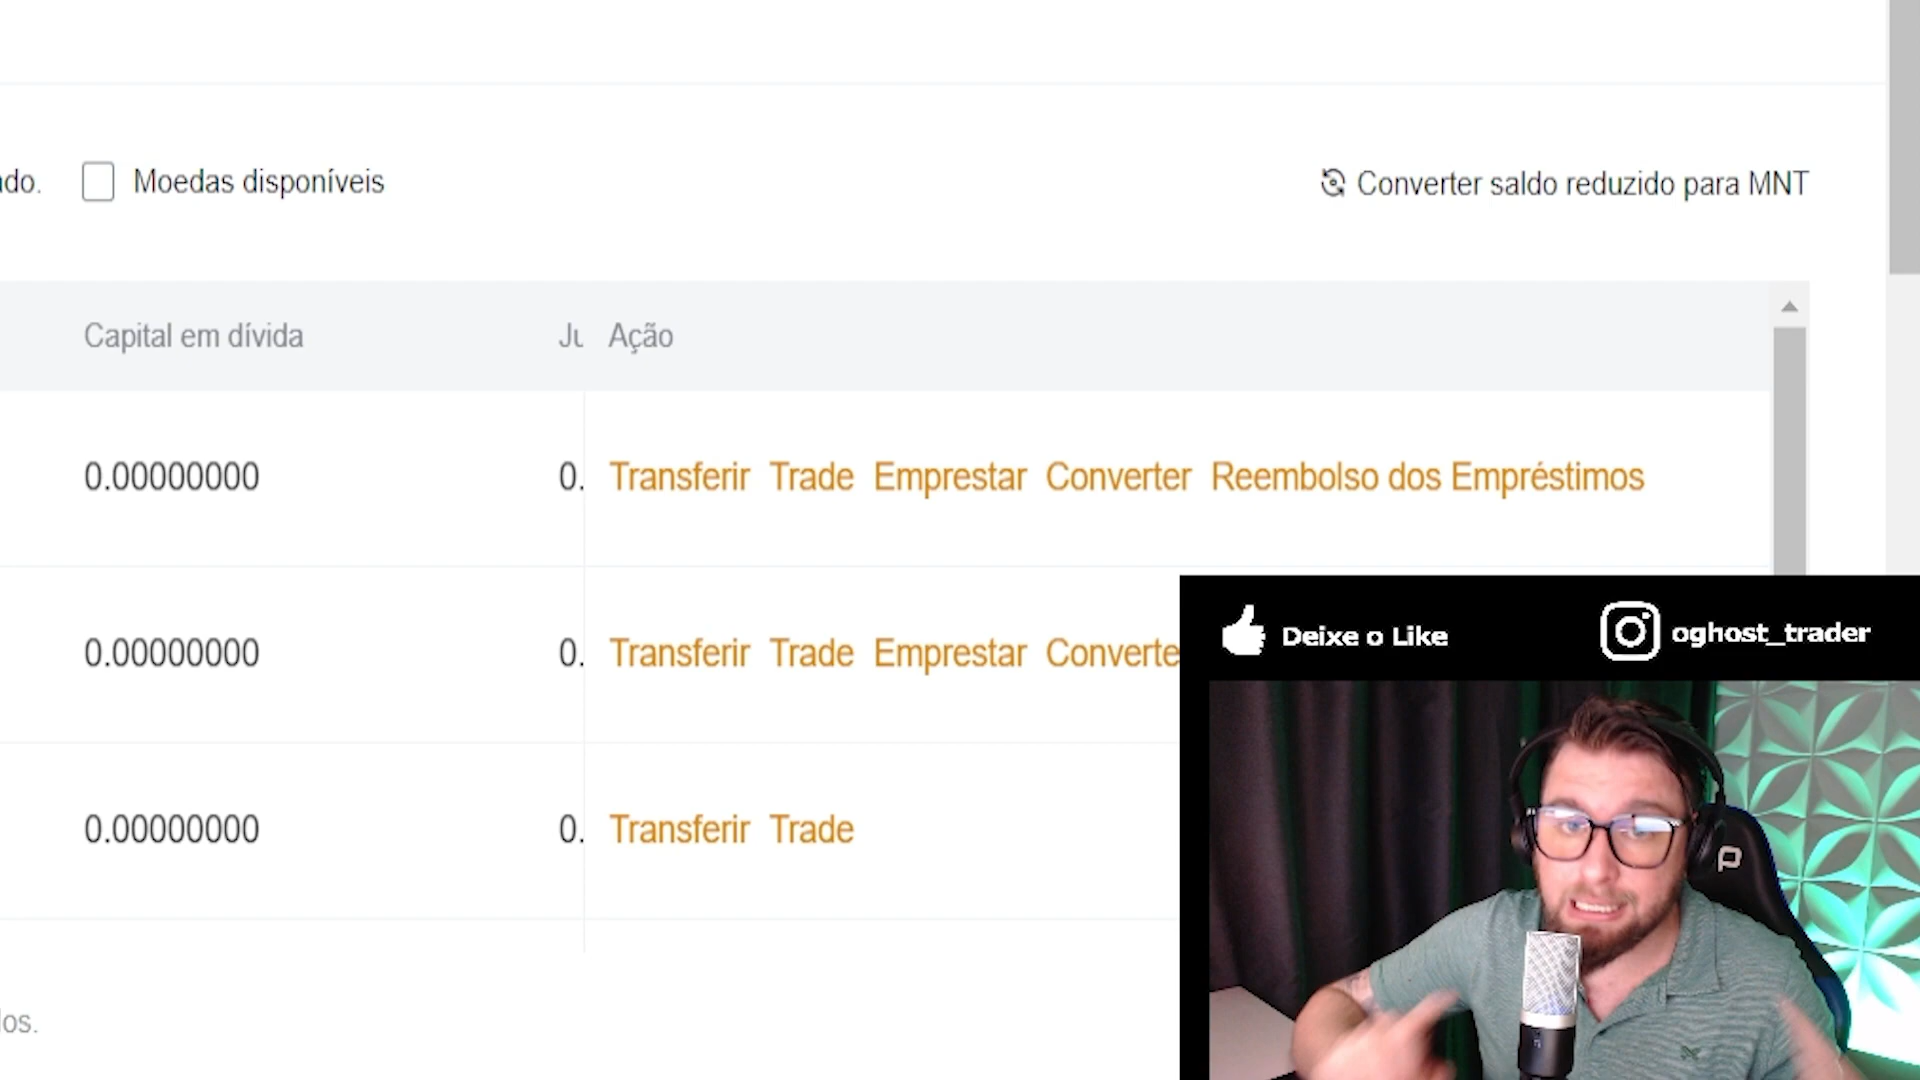 do. Moedas disponíveis Converter saldo reduzido para MNT
Capital em dívida Ju Ação
0.00000000 0. Transferir Trade Emprestar Converter Reembolso dos Empréstimos
0.00000000 0. Transferir Trade Emprestar Converte
Deixe o Like oghost_trader
0.00000000 0. Transferir Trade
los.